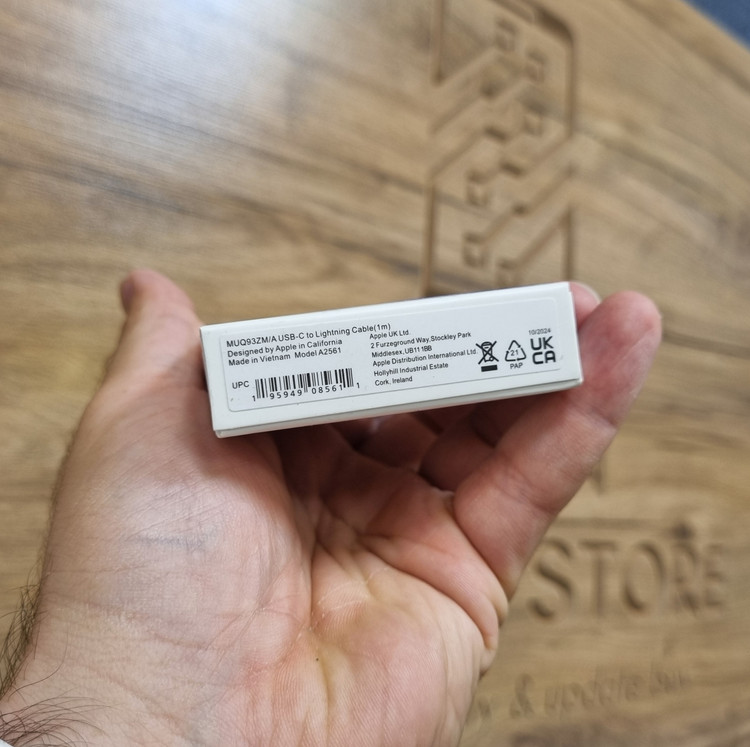 MUQ93ZM/A USB-C to Lightning Cable(1m)
Designed by Apple in California
Made in Vietnam Model A2561
UPC
1 95949 08561 1
Apple UK Ltd.
2 Furzeground Way,Stockley Park
Middlesex,UB11 1BB
Apple Distribution International Ltd.
Hollyhill Industrial Estate
Cork, Ireland
21
PAP
10/2024
UK
CA
STORE
& update